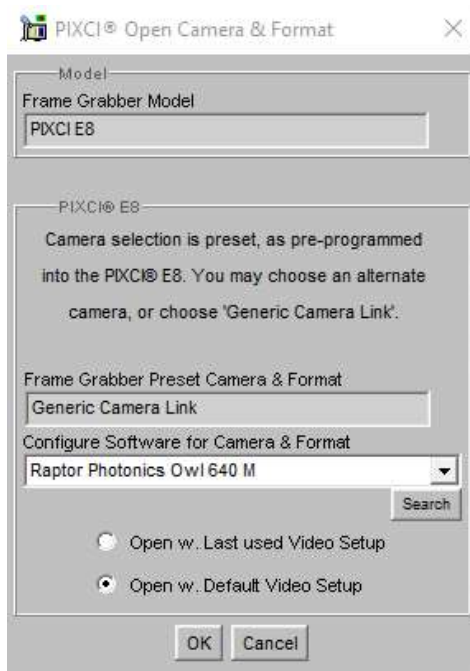 PIXCI® Open Camera & Format
Model
Frame Grabber Model
PIXCI E8
PIXCI® E8
Camera selection is preset, as pre-programmed
into the PIXCI® E8. You may choose an alternate
camera, or choose 'Generic Camera Link'.
Frame Grabber Preset Camera & Format
Generic Camera Link
Configure Software for Camera & Format
Raptor Photonics Owl 640 M
Search
Open w. Last used Video Setup
Open w. Default Video Setup
OK Cancel